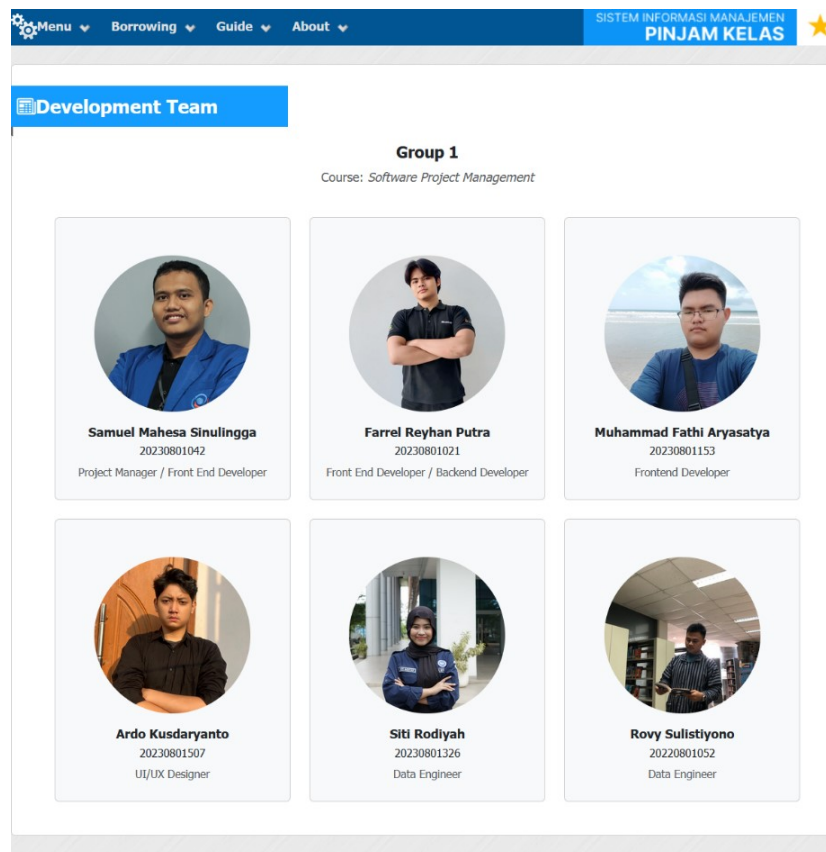 Menu Borrowing Guide About
SISTEM INFORMASI MANAJEMEN
PINJAM KELAS
Development Team
Group 1
Course: Software Project Management
Samuel Mahesa Sinulingga
20230801042
Project Manager / Front End Developer
Farrel Reyhan Putra
20230801021
Front End Developer / Backend Developer
Muhammad Fathi Aryasatya
20230801153
Frontend Developer
Ardo Kusdaryanto
20230801507
UI/UX Designer
Siti Rodiyah
20230801326
Data Engineer
Rovy Sulistiyono
20220801052
Data Engineer